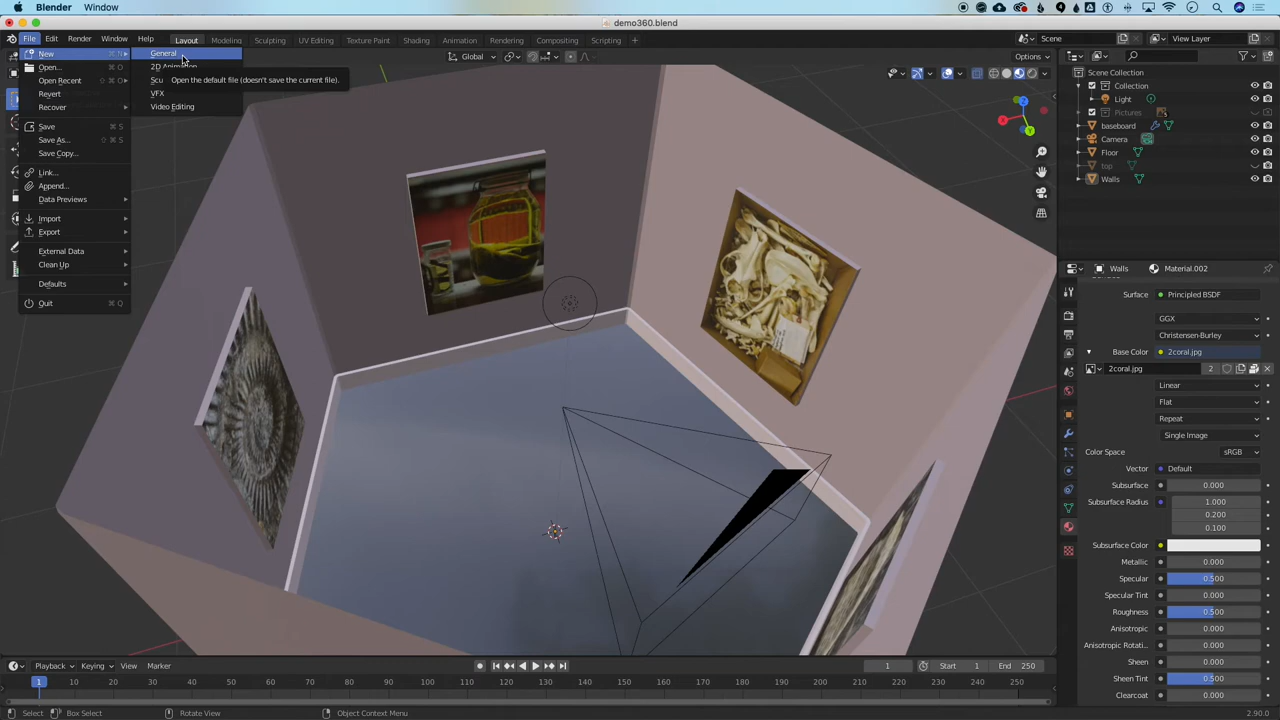 Blender Window
demo360.blend
File Edit Render Window Help Layout Modeling Sculpting UV Editing Texture Paint Shading Animation Rendering Compositing Scripting Scene View Layer
New ⌘ N
Open... ⌘ O
Open Recent ⇧ ⌘ O
Revert
Recover
Save ⌘ S
Save As... ⇧ ⌘ S
Save Copy...
Link...
Append...
Data Previews
Import
Export
External Data
Clean Up
Defaults
Quit ⌘ Q
General
2D Animation
Scu
Open the default file (doesn't save the current file).
VFX
Video Editing
Global
Options
X
Y
Z
Scene Collection
Collection
Light
Pictures 5
baseboard
Camera
Floor
top
Walls
Walls Material.002
Surface Principled BSDF
GGX
Christensen-Burley
Base Color 2coral.jpg
2coral.jpg 2
Linear
Flat
Repeat
Single Image
Color Space sRGB
Vector Default
Subsurface 0.000
Subsurface Radius 1.000
0.200
0.100
Subsurface Color
Metallic 0.000
Specular 0.500
Specular Tint 0.000
Roughness 0.500
Anisotropic 0.000
Anisotropic Rotati... 0.000
Sheen 0.000
Sheen Tint 0.500
Clearcoat 0.000
Playback Keying View Marker 1 Start 1 End 250
1 10 20 30 40 50 60 70 80 90 100 110 120 130 140 150 160 170 180 190 200 210 220 230 240 250
Select Box Select Rotate View Object Context Menu 2.90.0